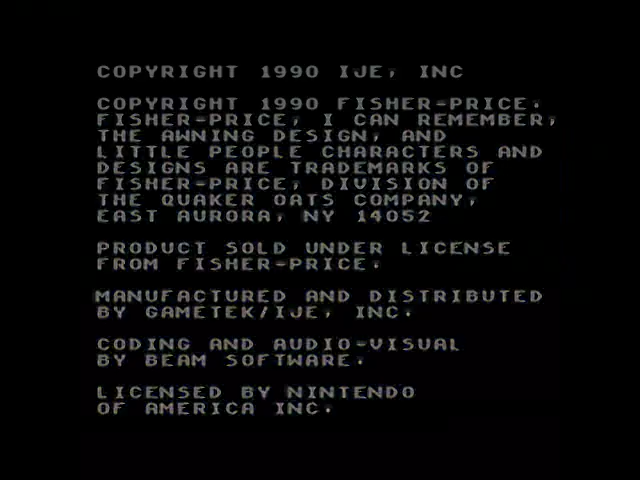 COPYRIGHT 1990 IJE, INC
COPYRIGHT 1990 FISHER-PRICE.
FISHER-PRICE, I CAN REMEMBER,
THE AWNING DESIGN, AND
LITTLE PEOPLE CHARACTERS AND
DESIGNS ARE TRADEMARKS OF
FISHER-PRICE, DIVISION OF
THE QUAKER OATS COMPANY,
EAST AURORA, NY 14052
PRODUCT SOLD UNDER LICENSE
FROM FISHER-PRICE.
MANUFACTURED AND DISTRIBUTED
BY GAMETEK/IJE, INC.
CODING AND AUDIO-VISUAL
BY BEAM SOFTWARE.
LICENSED BY NINTENDO
OF AMERICA INC.